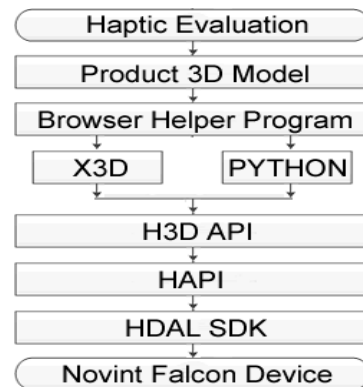 Haptic Evaluation
Product 3D Model
Browser Helper Program
X3D PYTHON
H3D API
HAPI
HDAL SDK
Novint Falcon Device